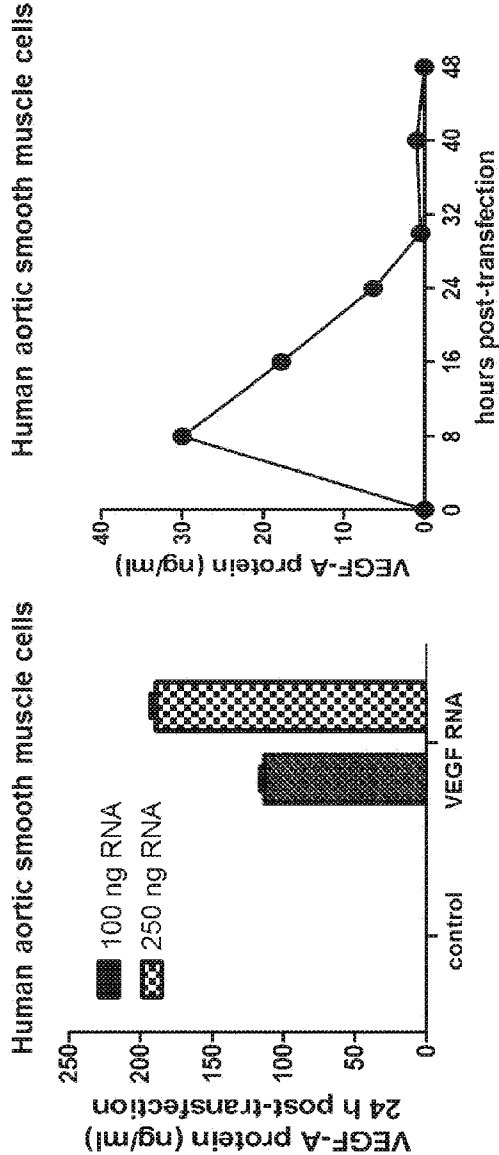 Human aortic smooth muscle cells
VEGF-A protein (ng/ml)
24 h post-transfection
250
200
150
100
50
0
100 ng RNA
250 ng RNA
control
VEGF RNA
Human aortic smooth muscle cells
VEGF-A protein (ng/ml)
40
30
20
10
0
0 8 16 24 32 40 48
hours post-transfection